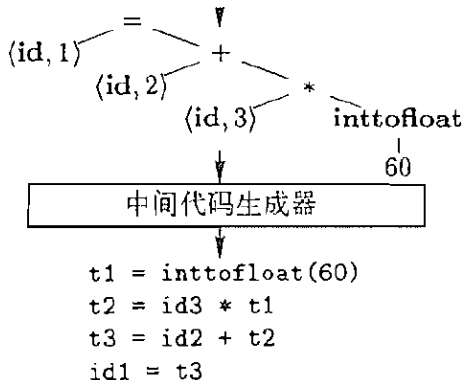 =
⟨id, 1⟩
+
⟨id, 2⟩
*
⟨id, 3⟩
inttofloat
60
中间代码生成器
t1 = inttofloat(60)
t2 = id3 * t1
t3 = id2 + t2
id1 = t3